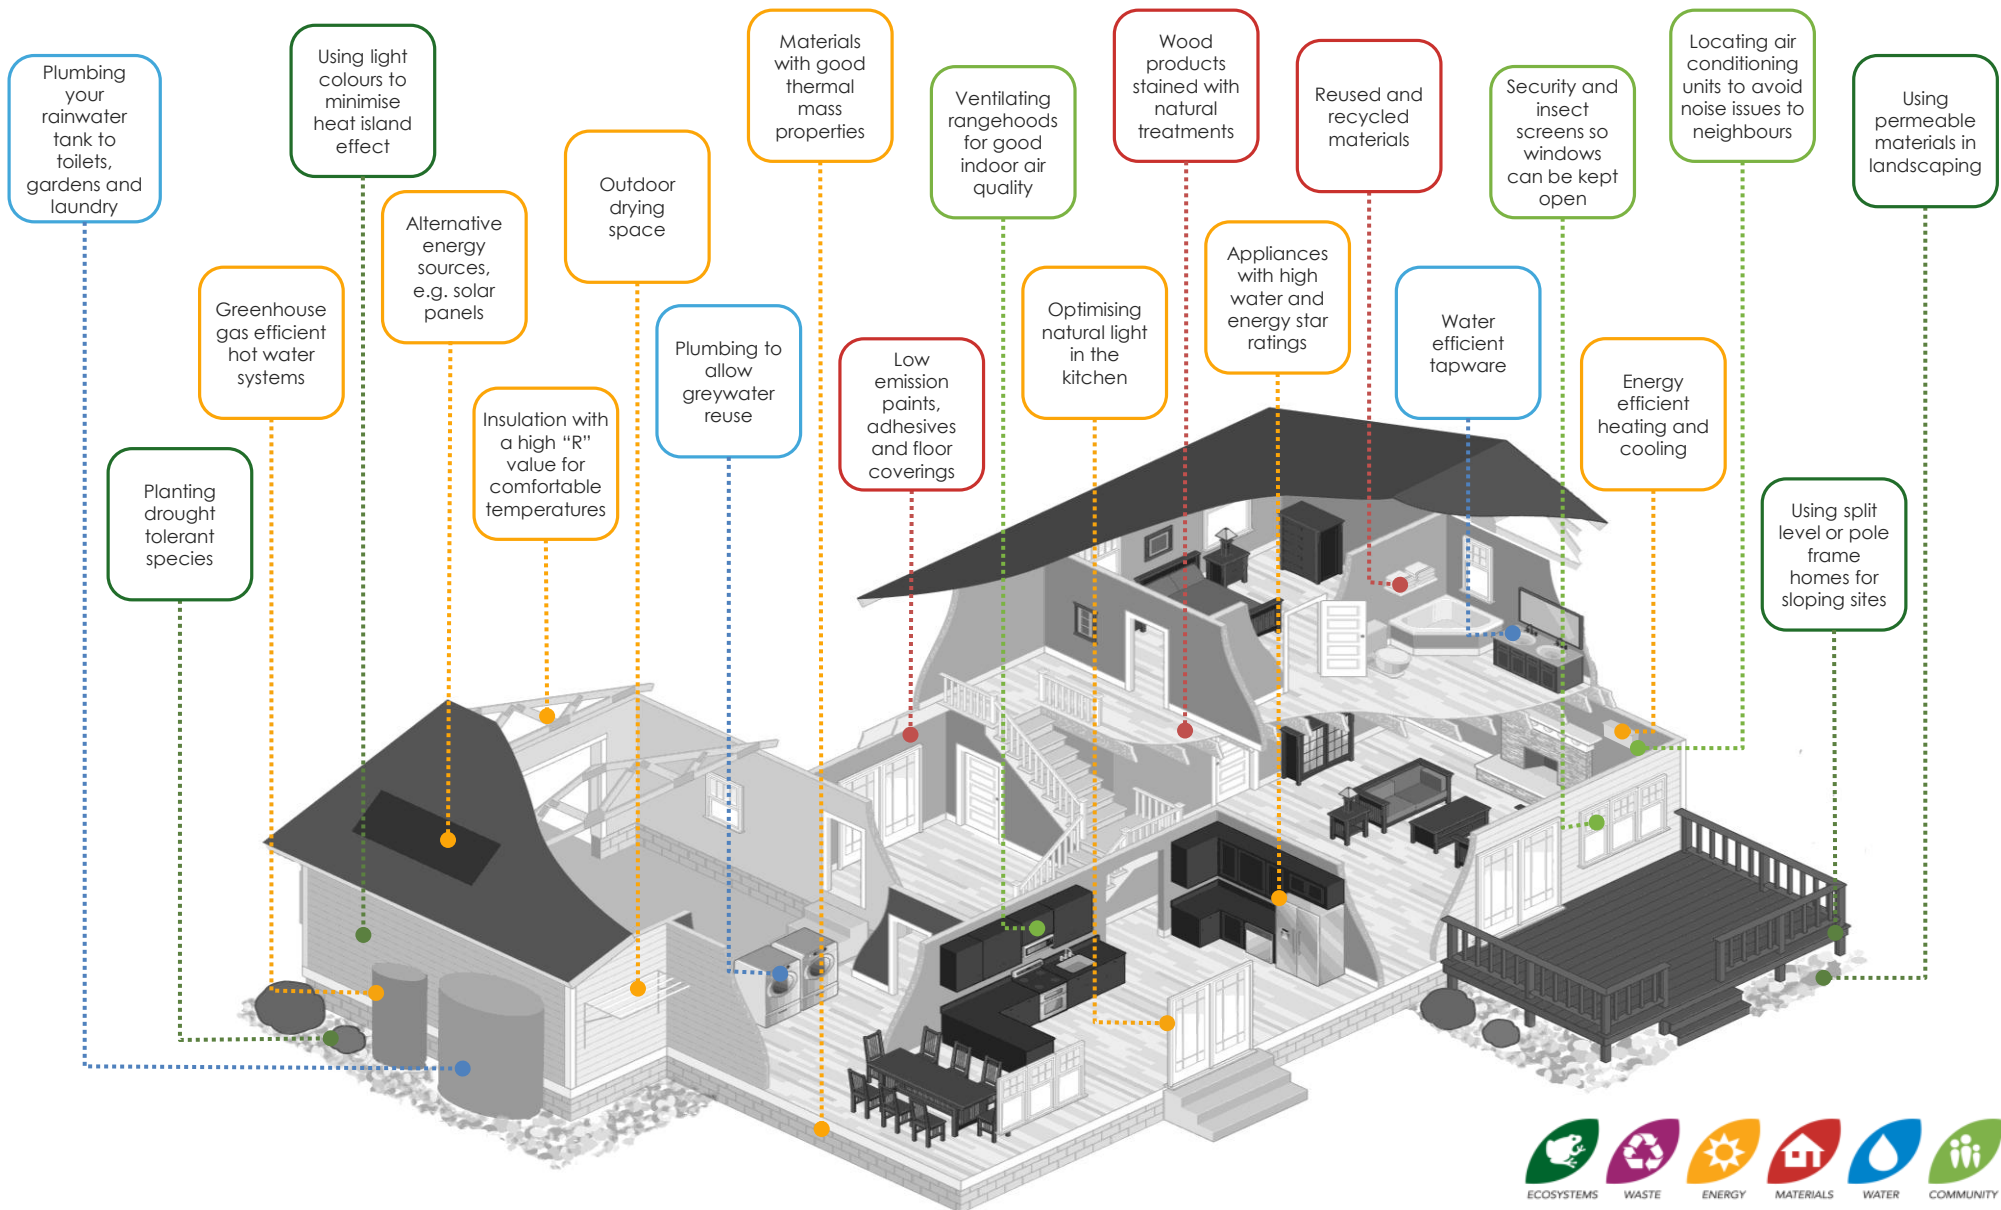 Plumbing
your
rainwater
tank to
toilets,
gardens and
laundry
Using light
colours to
minimise
heat island
effect
Materials
with good
thermal
mass
properties
Wood
products
stained with
natural
treatments
Reused and
recycled
materials
Locating air
conditioning
units to avoid
noise issues to
neighbours
Ventilating
rangehoods
for good
indoor air
quality
Security and
insect
screens so
windows
can be kept
open
Using
permeable
materials in
landscaping
Outdoor
drying
space
Alternative
energy
sources,
e.g. solar
panels
Appliances
with high
water and
energy star
ratings
Greenhouse
gas efficient
hot water
systems
Optimising
natural light
in the
kitchen
Water
efficient
tapware
Plumbing to
allow
greywater
reuse
Low
emission
paints,
adhesives
and floor
coverings
Energy
efficient
heating and
cooling
Insulation with
a high “R”
value for
comfortable
temperatures
Planting
drought
tolerant
species
Using split
level or pole
frame
homes for
sloping sites
ECOSYSTEMS
WASTE
ENERGY
MATERIALS
WATER
COMMUNITY